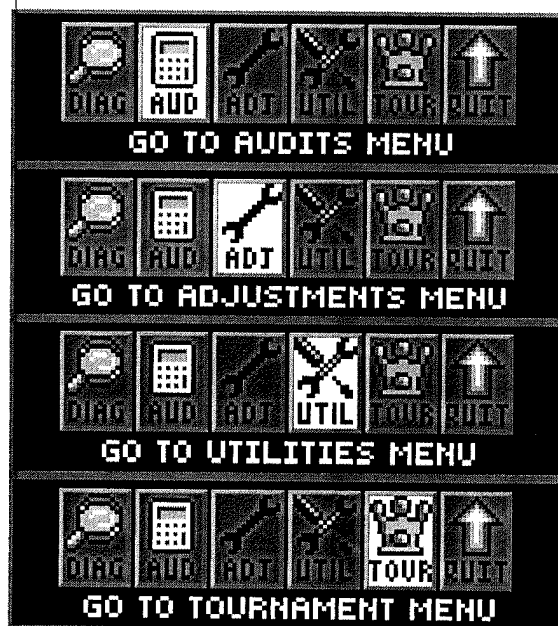 DIAG AUD ADJ UTIL TOUR QUIT
GO TO AUDITS MENU
DIAG AUD ADJ UTIL TOUR QUIT
GO TO ADJUSTMENTS MENU
DIAG AUD ADJ UTIL TOUR QUIT
GO TO UTILITIES MENU
DIAG AUD ADJ UTIL TOUR QUIT
GO TO TOURNAMENT MENU